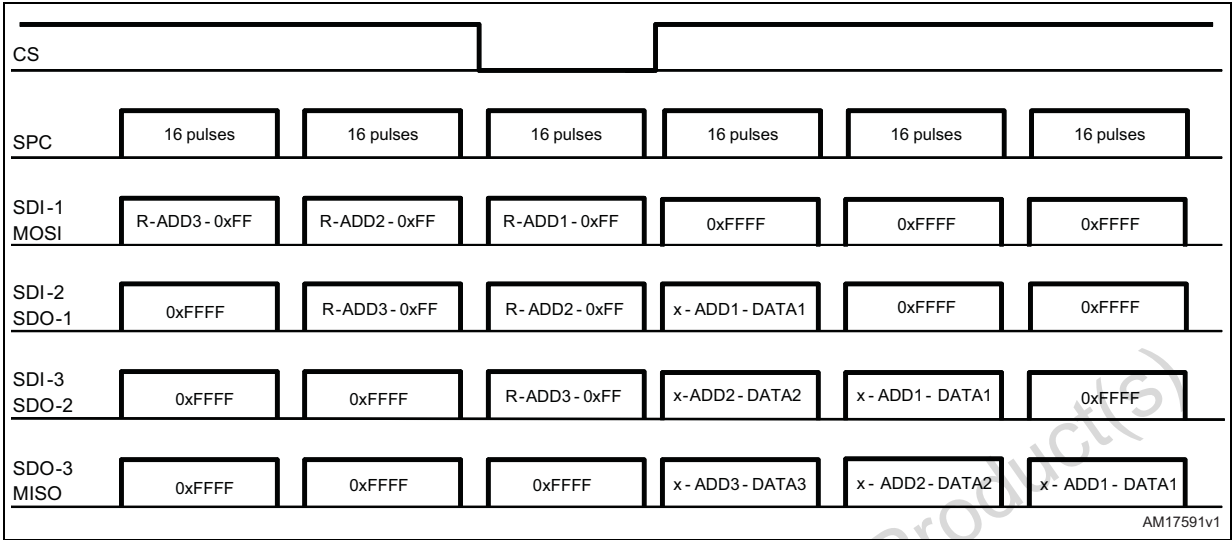 CS
SPC 16 pulses 16 pulses 16 pulses 16 pulses 16 pulses 16 pulses
SDI-1
MOSI
R-ADD3-0xFF R-ADD2-0xFF R-ADD1-0xFF 0xFFFF 0xFFFF 0xFFFF
SDI-2
SDO-1
0xFFFF R-ADD3-0xFF R-ADD2-0xFF x-ADD1-DATA1 0xFFFF 0xFFFF
SDI-3
SDO-2
0xFFFF 0xFFFF R-ADD3-0xFF x-ADD2-DATA2 x-ADD1-DATA1 0xFFFF
SDO-3
MISO
0xFFFF 0xFFFF 0xFFFF x-ADD3-DATA3 x-ADD2-DATA2 x-ADD1-DATA1
Product(s)
AM17591v1